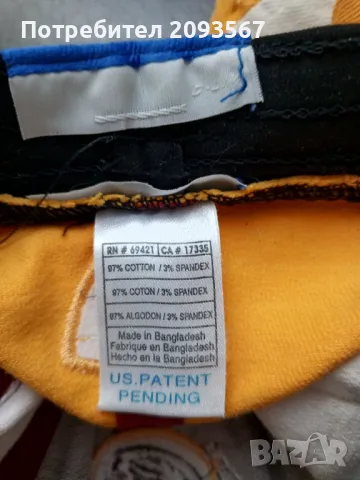 Потребител 2093567
RN # 69421 CA # 17335
97% COTTON / 3% SPANDEX
97% COTON / 3% SPANDEX
97% ALGODON / 3% SPANDEX
Made in Bangladesh
Fabrique en Bangladesh
Hecho en la Bangladesh
US. PATENT
PENDING
BAZAR